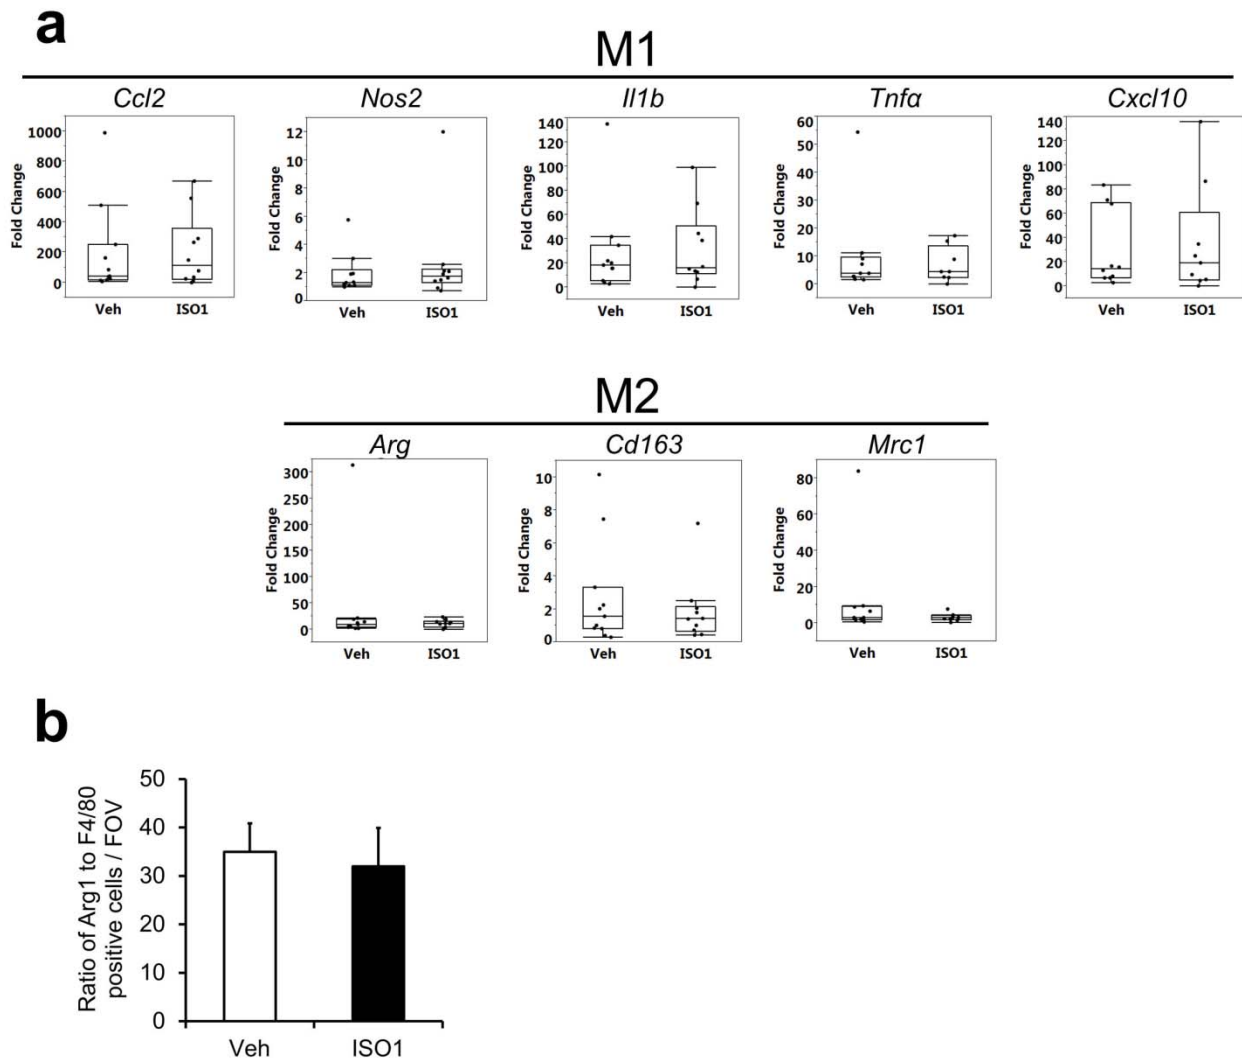 a
M1
Ccl2 Nos2 Il1b Tnfα Cxcl10
Fold Change
1000
800
600
400
200
0
Veh ISO1
Fold Change
12
10
8
6
4
2
0
Veh ISO1
Fold Change
140
120
100
80
60
40
20
0
Veh ISO1
Fold Change
60
50
40
30
20
10
0
Veh ISO1
Fold Change
140
120
100
80
60
40
20
0
Veh ISO1
M2
Arg Cd163 Mrc1
Fold Change
300
250
200
150
100
50
0
Veh ISO1
Fold Change
10
8
6
4
2
0
Veh ISO1
Fold Change
80
60
40
20
0
Veh ISO1
b
Ratio of Arg1 to F4/80
positive cells / FOV
50
40
30
20
10
0
Veh ISO1